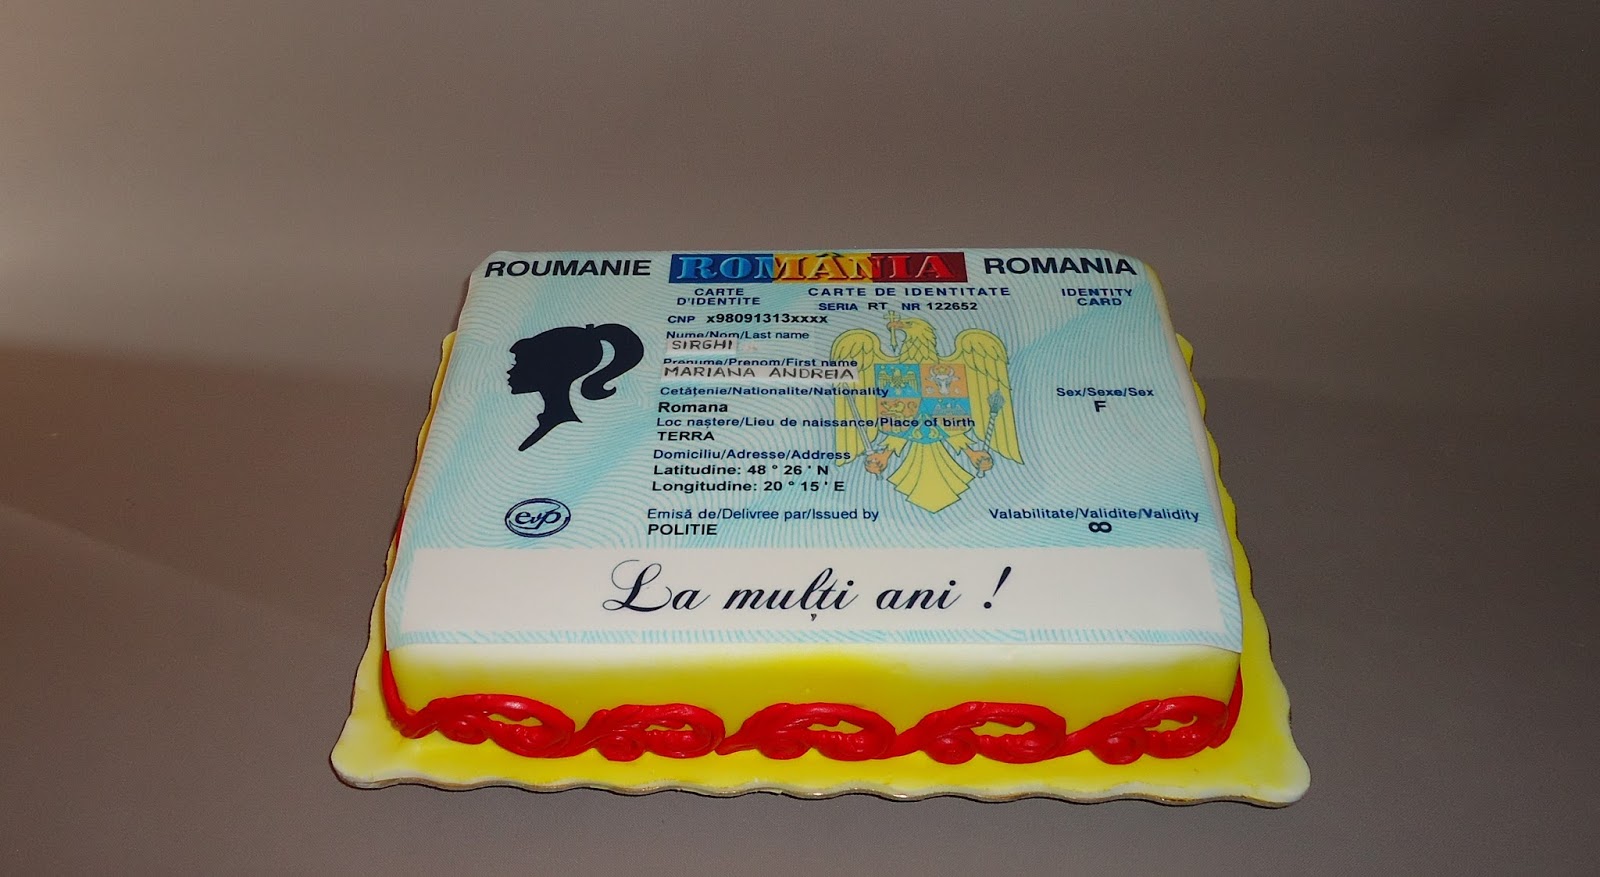 ROUMANIE ROMÂNIA ROMANIA
CARTE D'IDENTITE CARTE DE IDENTITATE IDENTITY CARD
SERIA RT NR 122652
CNP x98091313xxxx
Nume/Nom/Last name
SIRGHI
Prenume/Prenom/First name
MARIANA ANDREIA
Cetăţenie/Nationalite/Nationality
Romana
Sex/Sexe/Sex
F
Loc naştere/Lieu de naissance/Place of birth
TERRA
Domiciliu/Adresse/Address
Latitudine: 48 ° 26 ' N
Longitudine: 20 ° 15 ' E
evp
Emisă de/Delivree par/Issued by
POLITIE
Valabilitate/Validite/Validity
∞
La mulți ani !